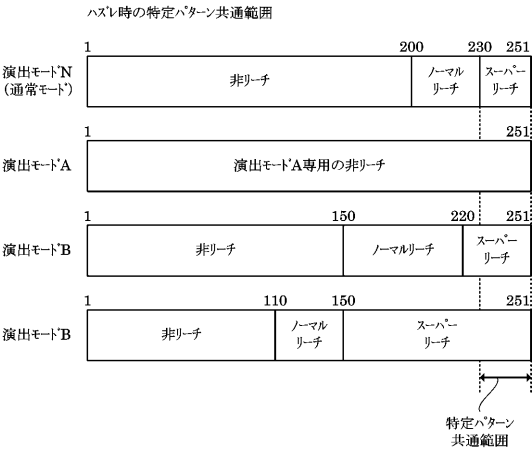 ハズレ時の特定パターン共通範囲
1 200 230 251
演出モードN
(通常モード)
非リーチ
ノーマル
リーチ
スーパー
リーチ
1 251
演出モードA
演出モードA専用の非リーチ
1 150 220 251
演出モードB
非リーチ
ノーマルリーチ
スーパー
リーチ
1 110 150 251
演出モードB
非リーチ
ノーマル
リーチ
スーパー
リーチ
特定パターン
共通範囲